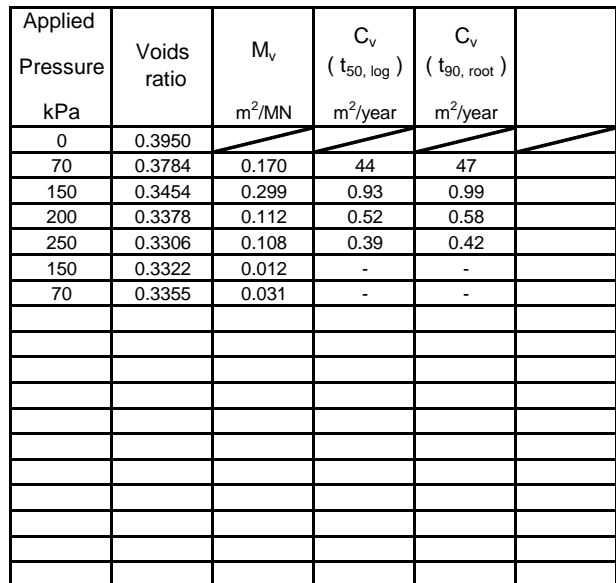 Applied Pressure kPa | Voids ratio | Mv m²/MN | Cv ( t50, log ) m²/year | Cv ( t90, root ) m²/year
0 | 0.3950
70 | 0.3784 | 0.170 | 44 | 47
150 | 0.3454 | 0.299 | 0.93 | 0.99
200 | 0.3378 | 0.112 | 0.52 | 0.58
250 | 0.3306 | 0.108 | 0.39 | 0.42
150 | 0.3322 | 0.012 | - | -
70 | 0.3355 | 0.031 | - | -